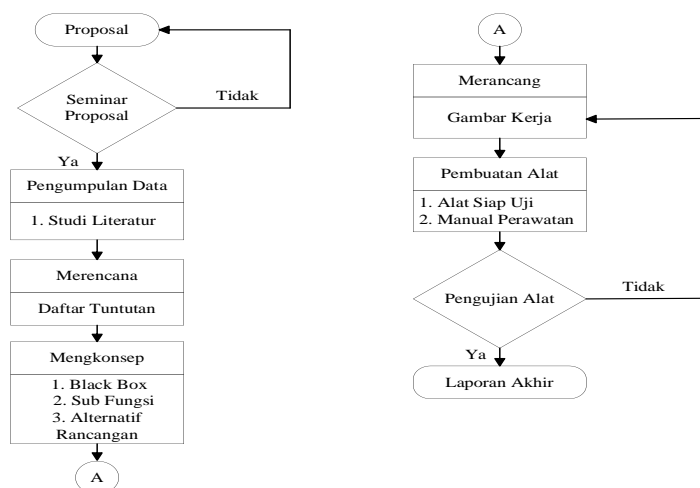 Proposal
Seminar
Proposal
Tidak
Ya
Pengumpulan Data
1. Studi Literatur
Merencana
Daftar Tuntutan
Mengkonsep
1. Black Box
2. Sub Fungsi
3. Alternatif
Rancangan
A
A
Merancang
Gambar Kerja
Pembuatan Alat
1. Alat Siap Uji
2. Manual Perawatan
Pengujian Alat
Tidak
Ya
Laporan Akhir